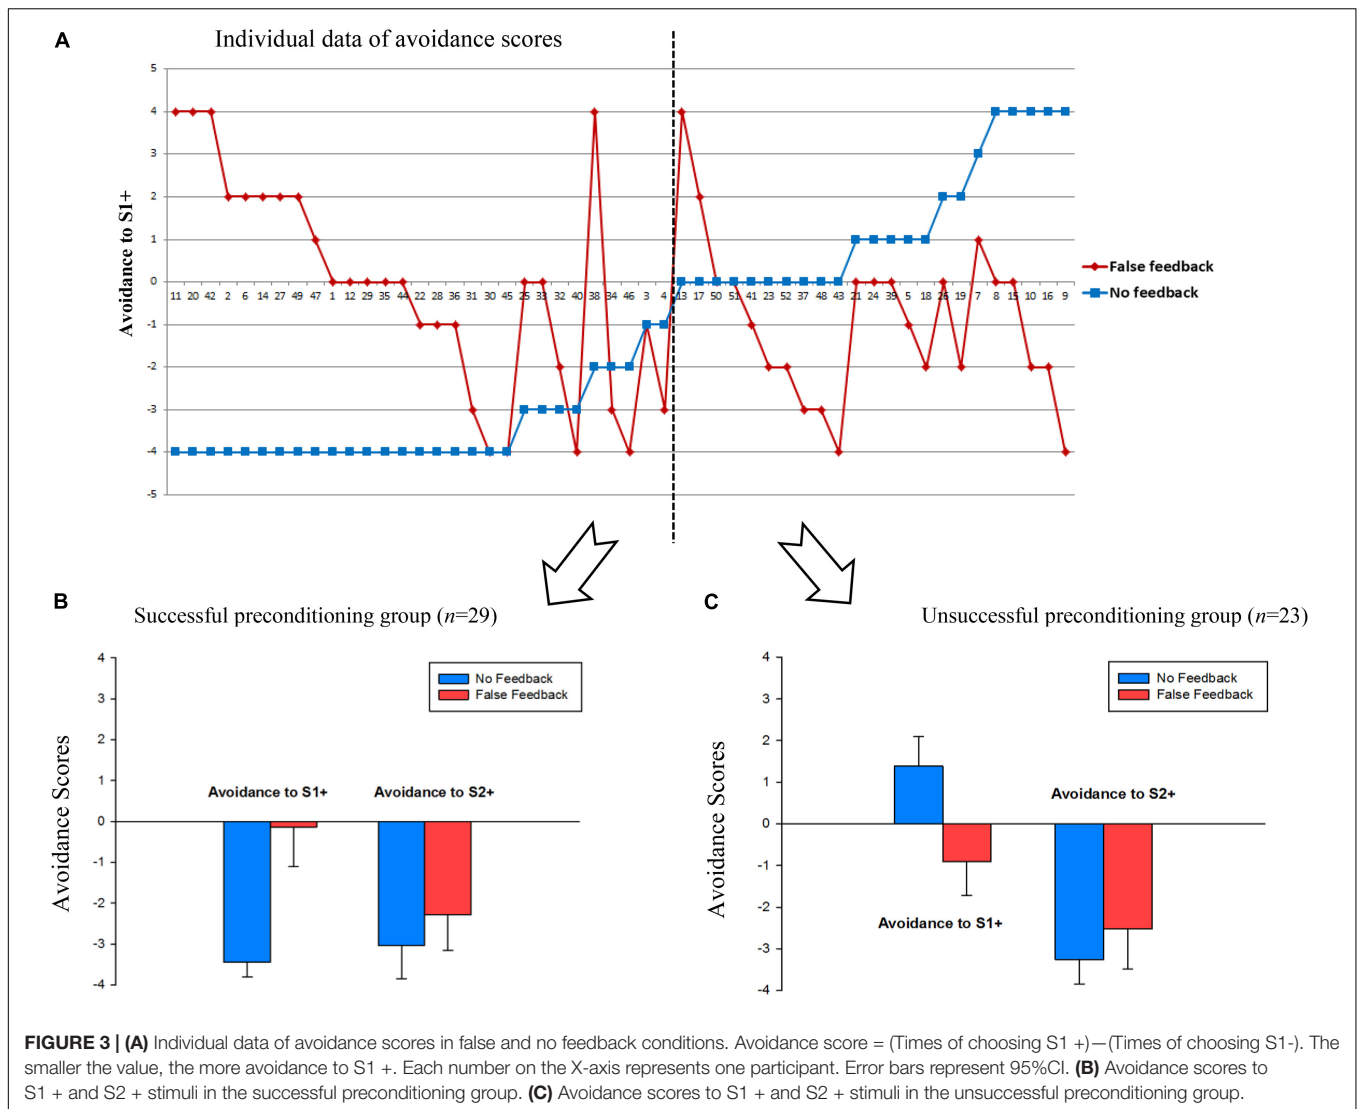 A
Individual data of avoidance scores
5
4
3
2
1
0
-1
-2
-3
-4
-5
Avoidance to S1+
11 20 42 2 6 14 27 49 47 1 12 29 35 44 22 28 36 31 30 45 25 33 32 40 38 34 46 3 4 13 17 50 51 41 23 52 37 48 43 21 24 39 5 18 26 19 7 8 15 10 16 9
False feedback
No feedback
B
Successful preconditioning group (n=29)
4
3
2
1
0
-1
-2
-3
-4
Avoidance Scores
No Feedback
False Feedback
Avoidance to S1+
Avoidance to S2+
C
Unsuccessful preconditioning group (n=23)
4
3
2
1
0
-1
-2
-3
-4
Avoidance Scores
No Feedback
False Feedback
Avoidance to S2+
Avoidance to S1+
FIGURE 3 | (A) Individual data of avoidance scores in false and no feedback conditions. Avoidance score = (Times of choosing S1 +)—(Times of choosing S1-). The
smaller the value, the more avoidance to S1 +. Each number on the X-axis represents one participant. Error bars represent 95%CI. (B) Avoidance scores to
S1 + and S2 + stimuli in the successful preconditioning group. (C) Avoidance scores to S1 + and S2 + stimuli in the unsuccessful preconditioning group.